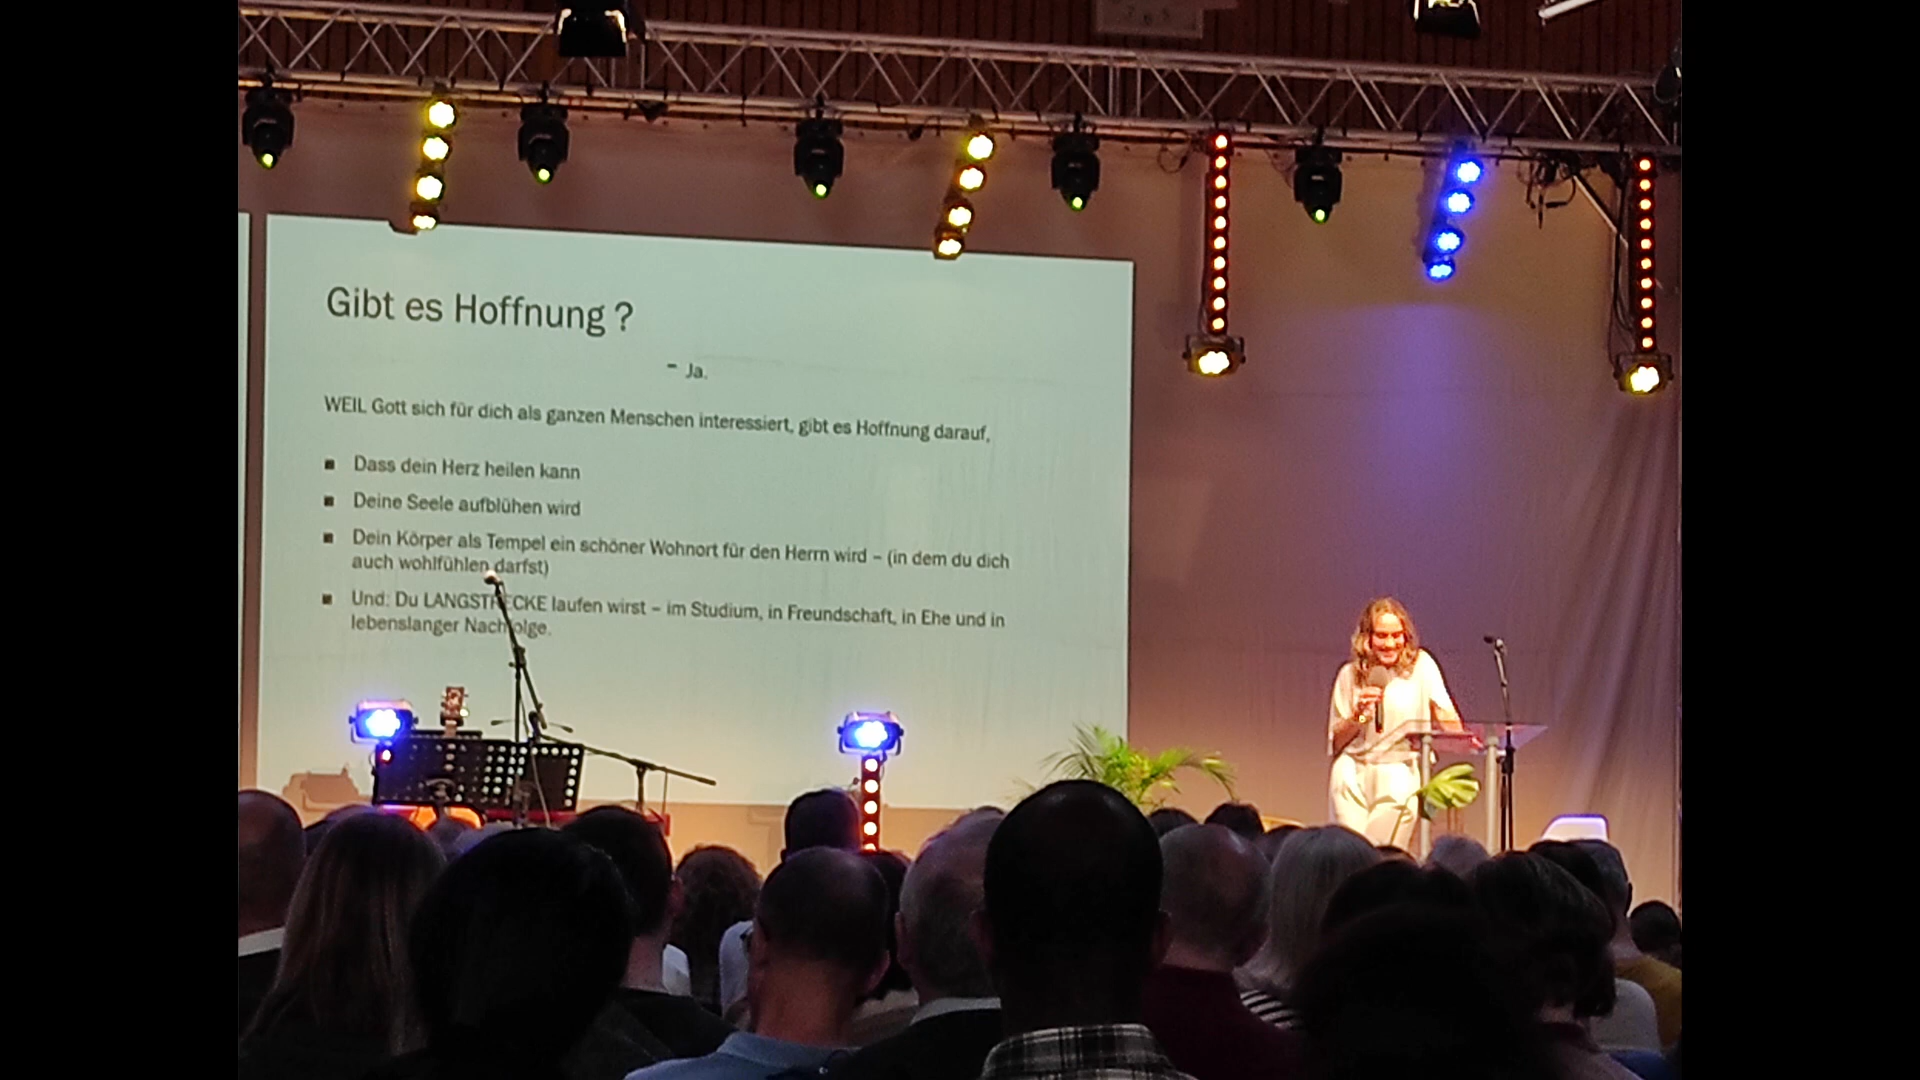 Gibt es Hoffnung ?
– Ja.
WEIL Gott sich für dich als ganzen Menschen interessiert, gibt es Hoffnung darauf,
■ Dass dein Herz heilen kann
■ Deine Seele aufblühen wird
■ Dein Körper als Tempel ein schöner Wohnort für den Herrn wird – (in dem du dich
auch wohlfühlen darfst)
■ Und: Du LANGSTRECKE laufen wirst – im Studium, in Freundschaft, in Ehe und in
lebenslanger Nachfolge.